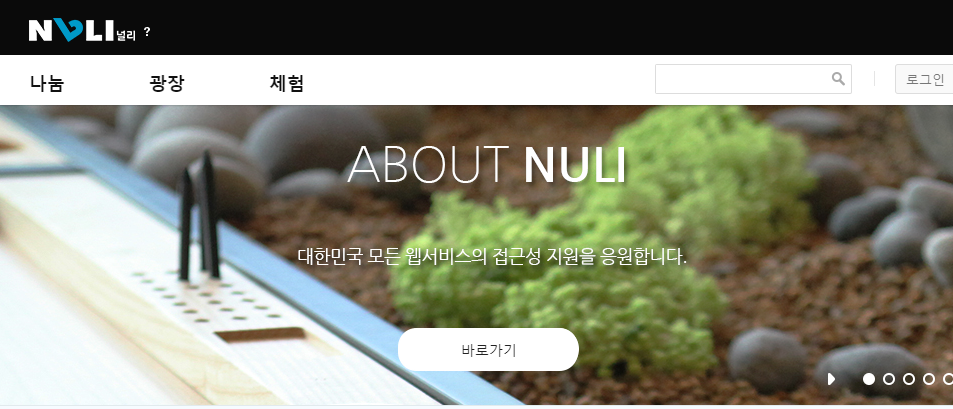 NULI 널리 ?
나눔 광장 체험
로그인
ABOUT NULI
대한민국 모든 웹서비스의 접근성 지원을 응원합니다.
바로가기